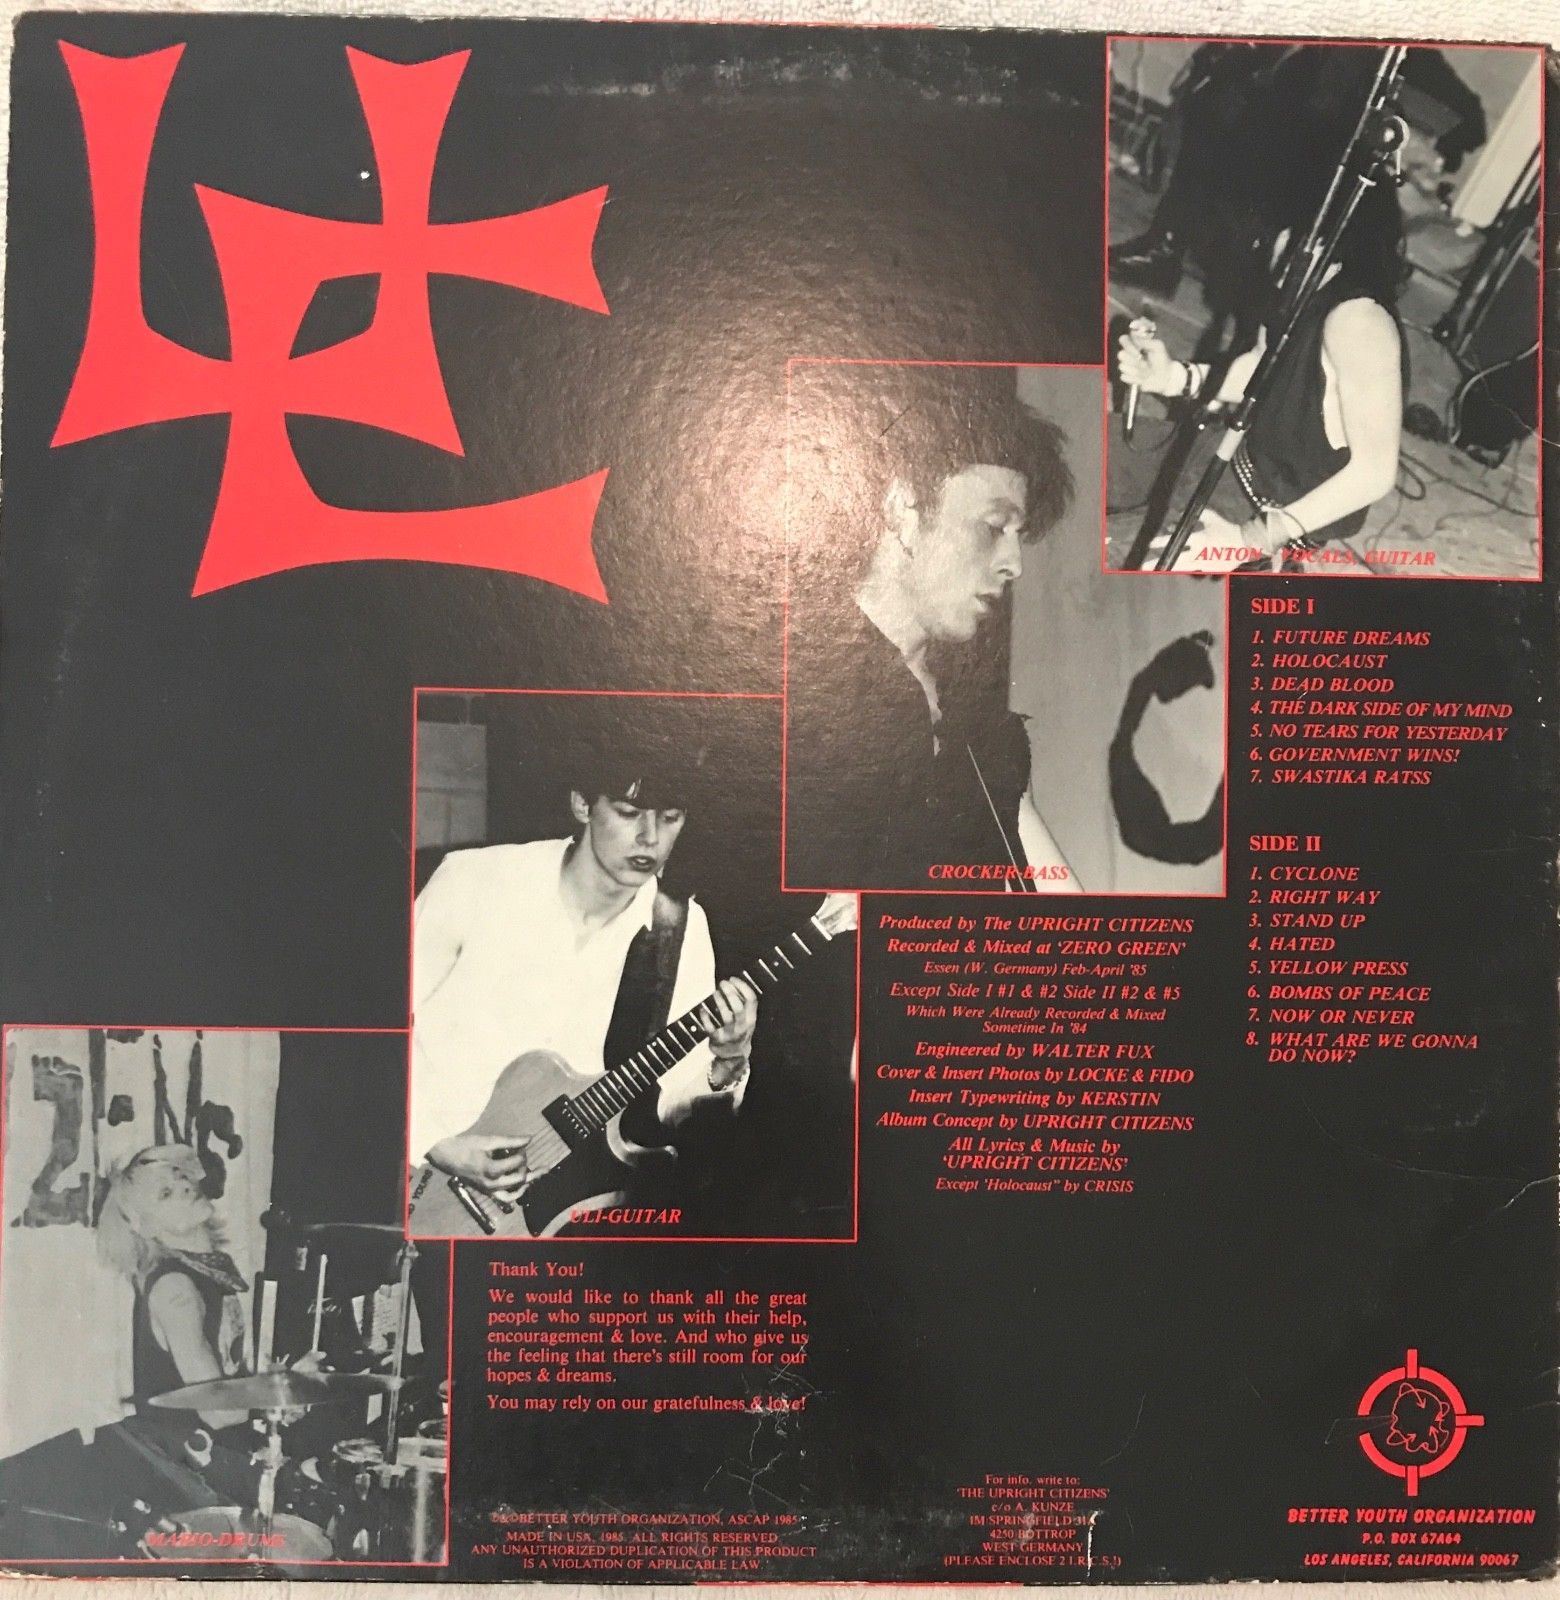 UC
ANTON - VOCALS, GUITAR
CROCKER-BASS
ULI-GUITAR
MARIO-DRUMS
SIDE I
1. FUTURE DREAMS
2. HOLOCAUST
3. DEAD BLOOD
4. THE DARK SIDE OF MY MIND
5. NO TEARS FOR YESTERDAY
6. GOVERNMENT WINS!
7. SWASTIKA RATSS
SIDE II
1. CYCLONE
2. RIGHT WAY
3. STAND UP
4. HATED
5. YELLOW PRESS
6. BOMBS OF PEACE
7. NOW OR NEVER
8. WHAT ARE WE GONNA
DO NOW?
Produced by The UPRIGHT CITIZENS
Recorded & Mixed at 'ZERO GREEN'
Essen (W. Germany) Feb-April '85
Except Side I #1 & #2 Side II #2 & #5
Which Were Already Recorded & Mixed
Sometime In '84
Engineered by WALTER FUX
Cover & Insert Photos by LOCKE & FIDO
Insert Typewriting by KERSTIN
Album Concept by UPRIGHT CITIZENS
All Lyrics & Music by
'UPRIGHT CITIZENS'
Except 'Holocaust" by CRISIS
Thank You!
We would like to thank all the great
people who support us with their help,
encouragement & love. And who give us
the feeling that there's still room for our
hopes & dreams.
You may rely on our gratefulness & love!
℗&©BETTER YOUTH ORGANIZATION, ASCAP 1985
MADE IN USA, 1985. ALL RIGHTS RESERVED
ANY UNAUTHORIZED DUPLICATION OF THIS PRODUCT
IS A VIOLATION OF APPLICABLE LAW.
For info. write to:
'THE UPRIGHT CITIZENS'
c/o A. KUNZE
IM SPRINGFIELD 31A
4250 BOTTROP
WEST GERMANY
(PLEASE ENCLOSE 2 I.R.C.S.!)
BETTER YOUTH ORGANIZATION
P.O. BOX 67A64
LOS ANGELES, CALIFORNIA 90067